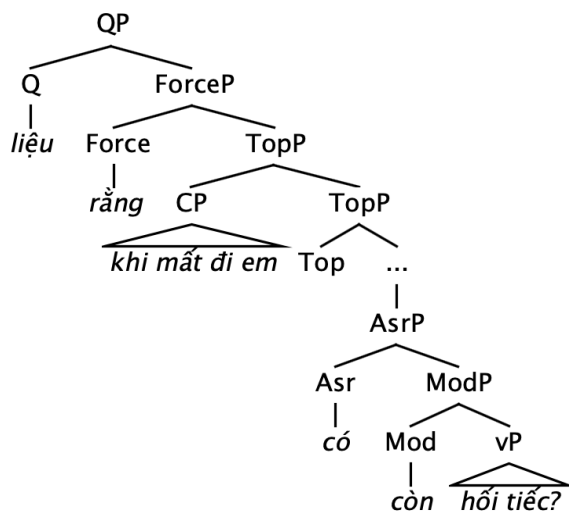 QP
Q ForceP
liệu Force TopP
rằng CP TopP
khi mất đi em Top ...
AsrP
Asr ModP
có Mod vP
còn hối tiếc?